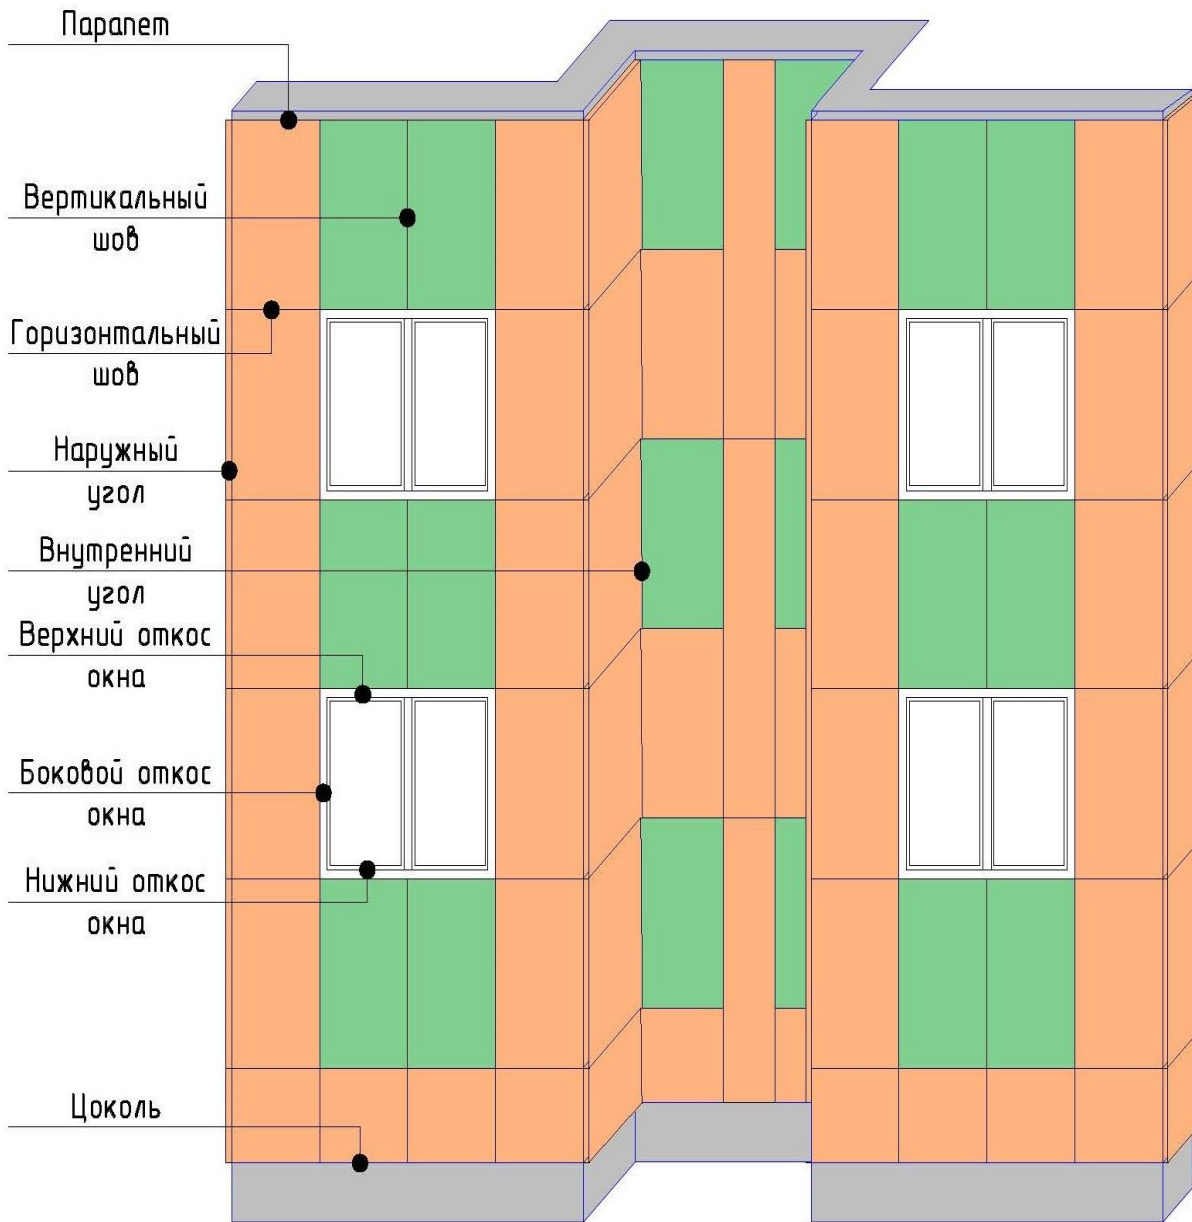 Парапет
Вертикальный
шов
Горизонтальный
шов
Наружный
угол
Внутренний
угол
Верхний откос
окна
Боковой откос
окна
Нижний откос
окна
Цоколь